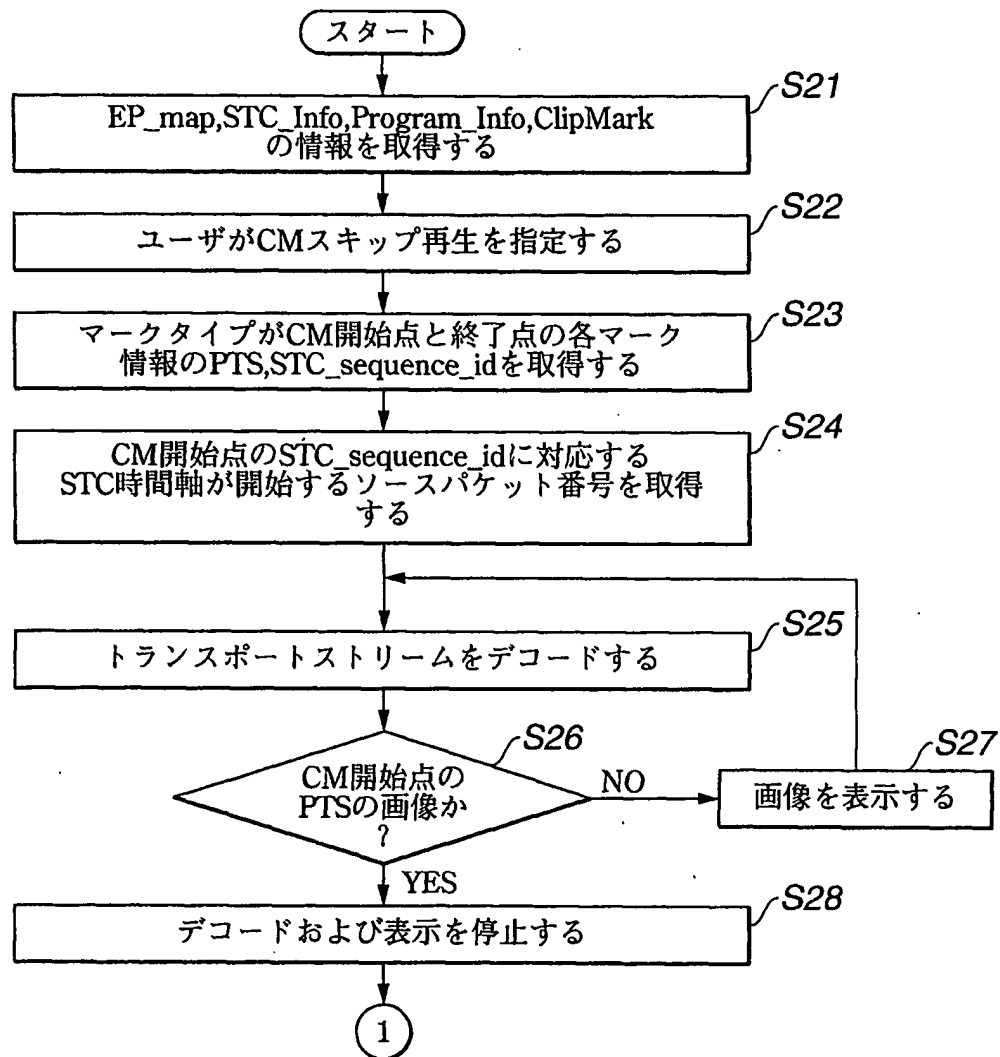 スタート
S21
EP_map,STC_Info,Program_Info,ClipMark
の情報を取得する
S22
ユーザがCMスキップ再生を指定する
S23
マークタイプがCM開始点と終了点の各マーク
情報のPTS,STC_sequence_idを取得する
S24
CM開始点のSTC_sequence_idに対応する
STC時間軸が開始するソースパケット番号を取得
する
S25
トランスポートストリームをデコードする
S26
CM開始点の
PTSの画像か
?
NO
S27
画像を表示する
YES
S28
デコードおよび表示を停止する
1